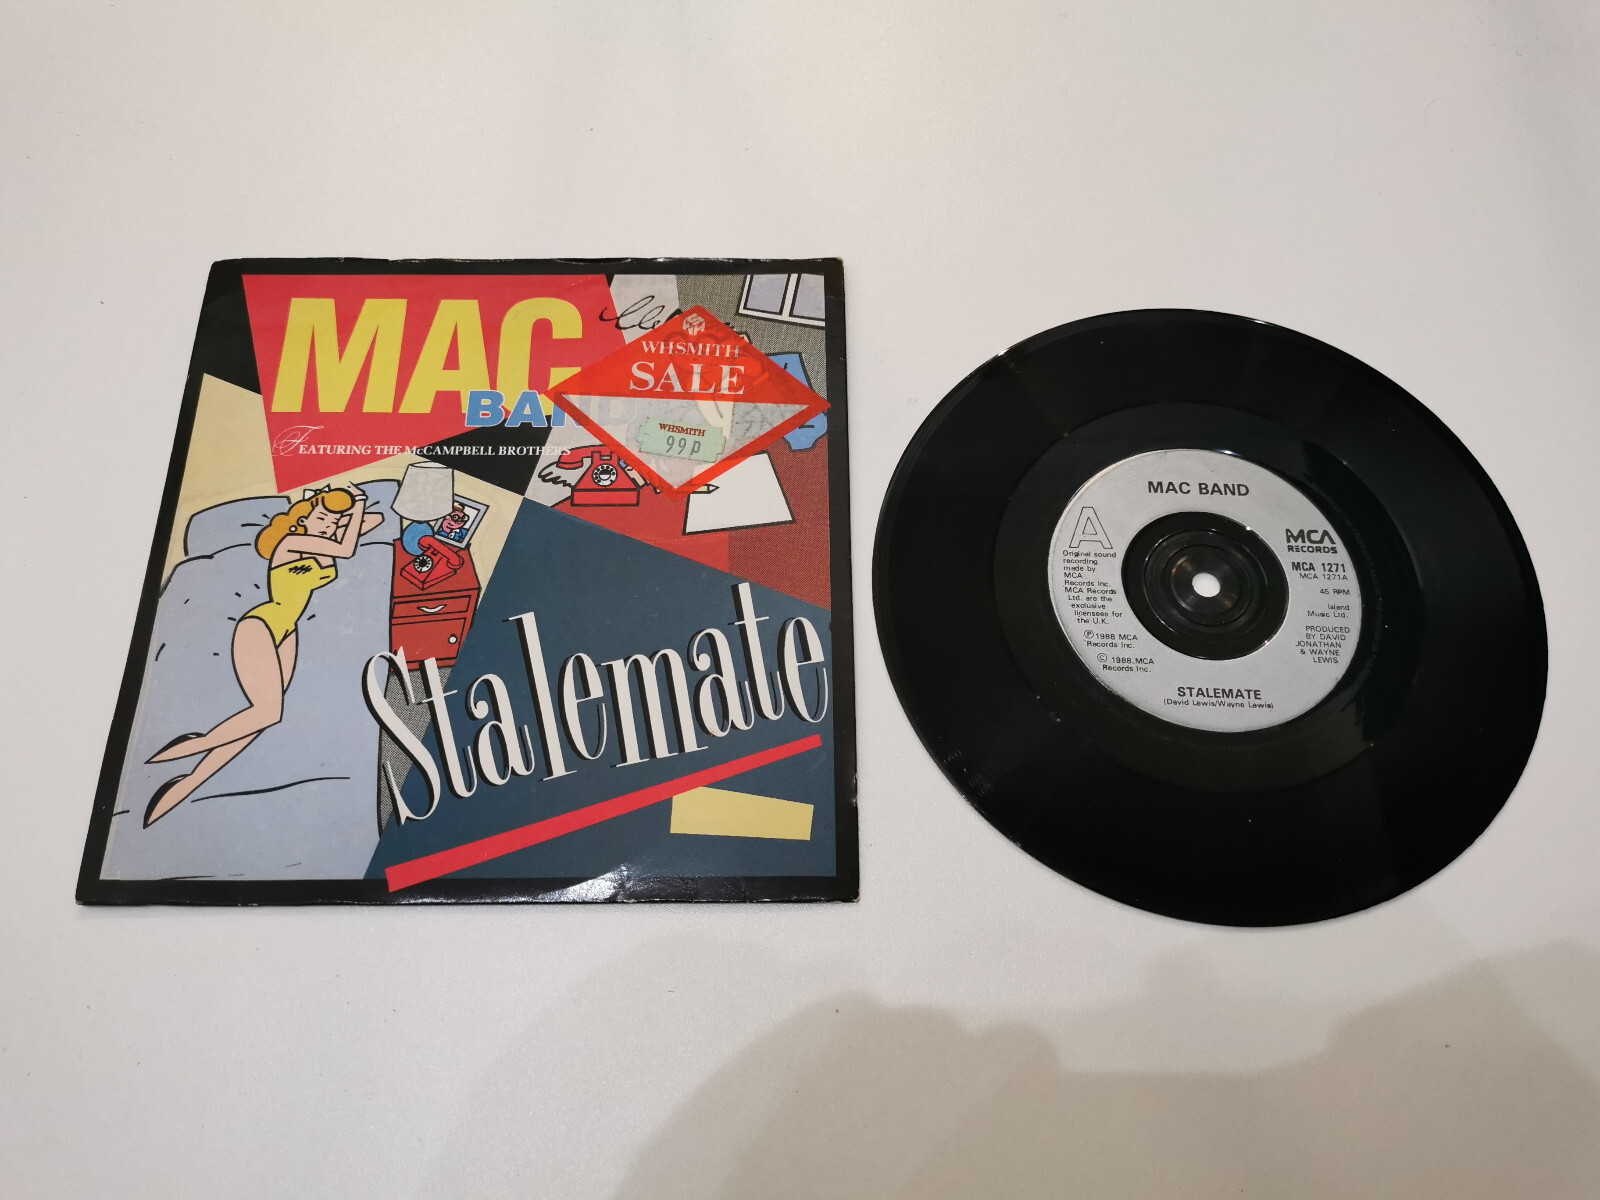 MAC
BAND
FEATURING THE McCAMPBELL BROTHERS
WHSMITH
SALE
WHSMITH
99p
Stalemate
MAC BAND
A
Original sound
recording
made by
MCA
Records Inc.
MCA Records
Ltd. are the
exclusive
licensees for
the U.K.
℗ 1988 MCA
Records Inc.
© 1988.MCA
Records Inc.
MCA
RECORDS
MCA 1271
MCA 1271A
45 RPM
Island
Music Ltd.
PRODUCED
BY DAVID
JONATHAN
& WAYNE
LEWIS
STALEMATE
(David Lewis/Wayne Lewis)